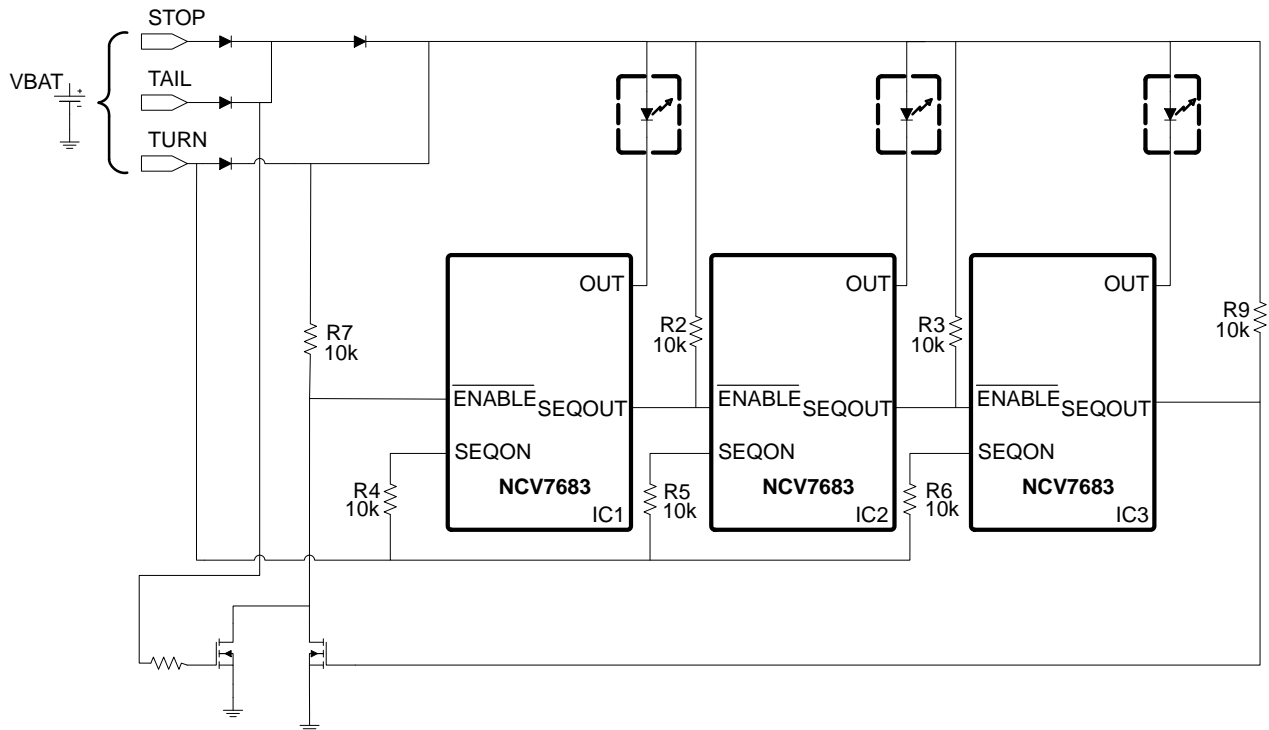 STOP
VBAT
+
-
TAIL
TURN
OUT
OUT
OUT
R7
10k
R2
10k
R3
10k
R9
10k
ENABLE
SEQOUT
ENABLE
SEQOUT
ENABLE
SEQOUT
SEQON
SEQON
SEQON
R4
10k
NCV7683
R5
10k
NCV7683
R6
10k
NCV7683
IC1
IC2
IC3